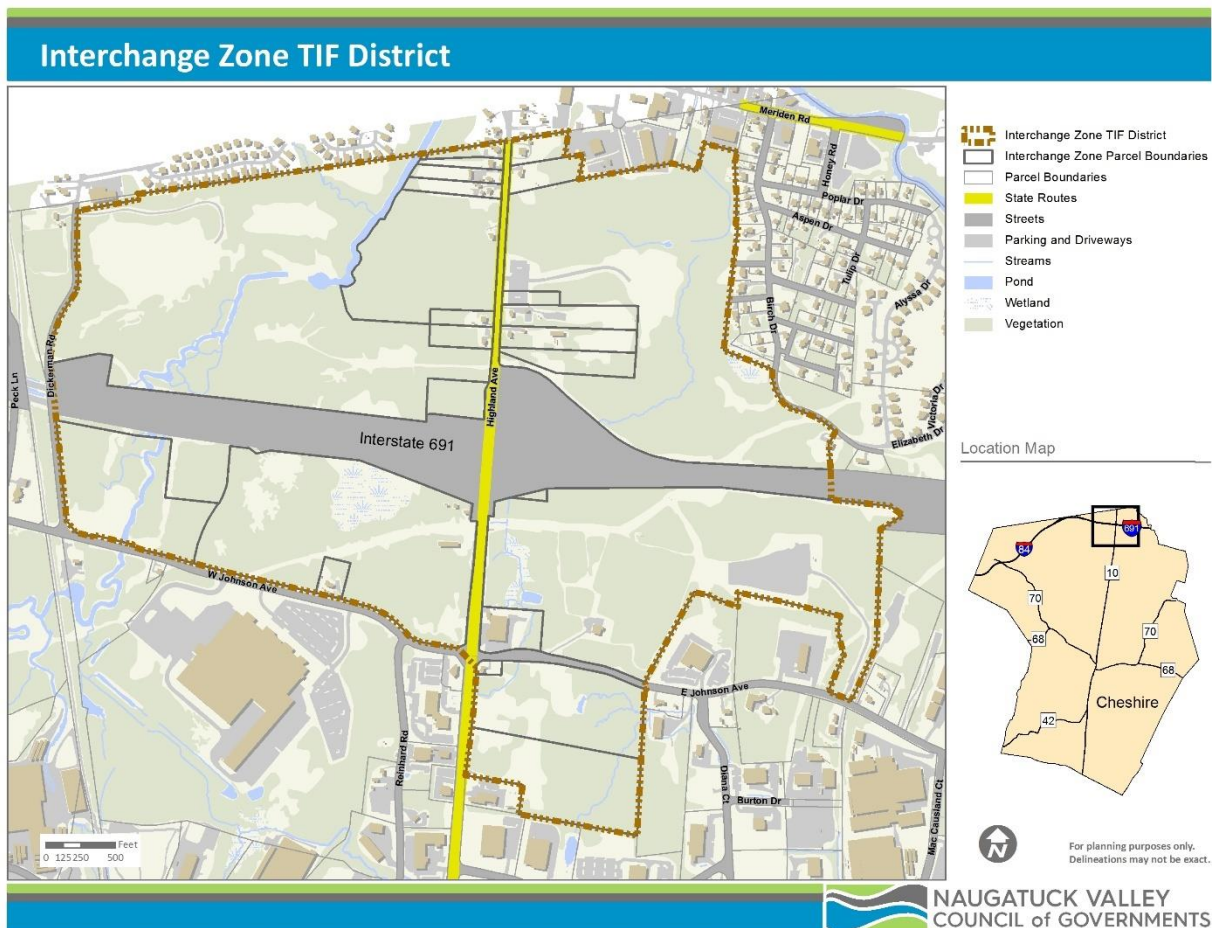 Interchange Zone TIF District
Meriden Rd
Honey Rd
Poplar Dr
Aspen Dr
Tulip Dr
Alyssa Dr
Birch Dr
Victoria Dr
Elizabeth Dr
Dickerman Rd
Peck Ln
Highland Ave
Interstate 691
W Johnson Ave
E Johnson Ave
Reinhard Rd
Diana Ct
Burton Dr
Mac Causland Ct
Feet
0 125 250 500
Interchange Zone TIF District
Interchange Zone Parcel Boundaries
Parcel Boundaries
State Routes
Streets
Parking and Driveways
Streams
Pond
Wetland
Vegetation
Location Map
691
84
10
70
70
68
68
Cheshire
42
N
For planning purposes only.
Delineations may not be exact.
NAUGATUCK VALLEY
COUNCIL of GOVERNMENTS